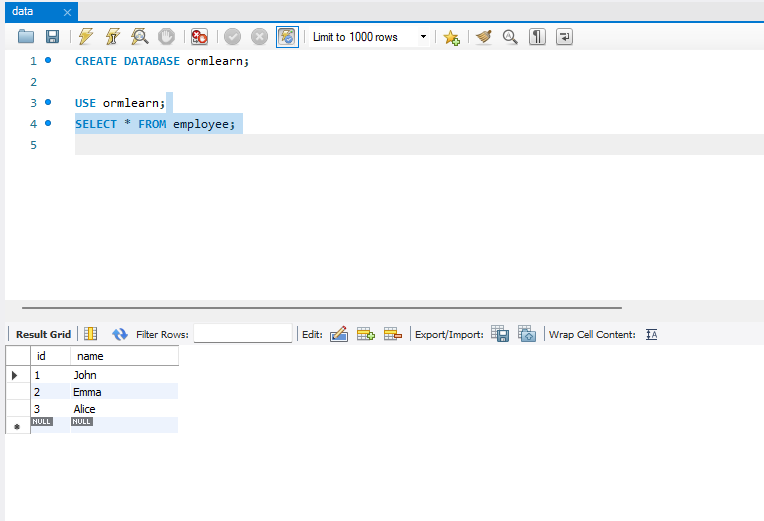 data
Limit to 1000 rows
1 CREATE DATABASE ormlearn;
2
3 USE ormlearn;
4 SELECT * FROM employee;
5
Result Grid Filter Rows: Edit: Export/Import: Wrap Cell Content:
id name
1 John
2 Emma
3 Alice
NULL NULL